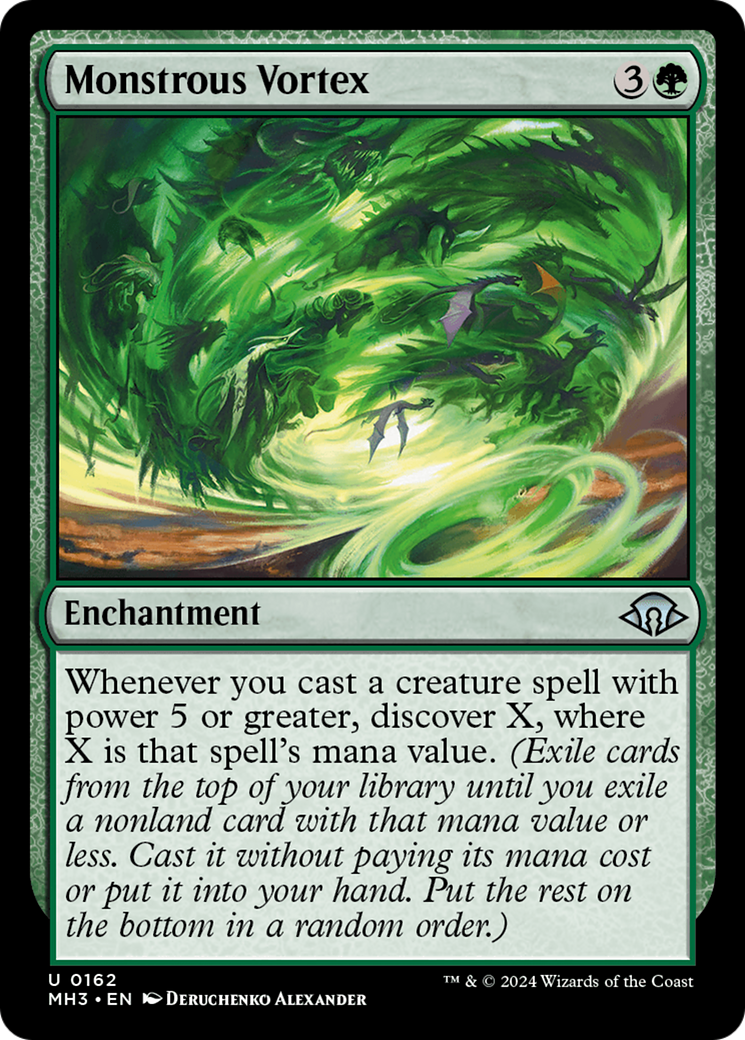 Monstrous Vortex 3
Enchantment
Whenever you cast a creature spell with
power 5 or greater, discover X, where
X is that spell's mana value. (Exile cards
from the top of your library until you exile
a nonland card with that mana value or
less. Cast it without paying its mana cost
or put it into your hand. Put the rest on
the bottom in a random order.)
U 0162
MH3 • EN DERUCHENKO ALEXANDER
™ & © 2024 Wizards of the Coast